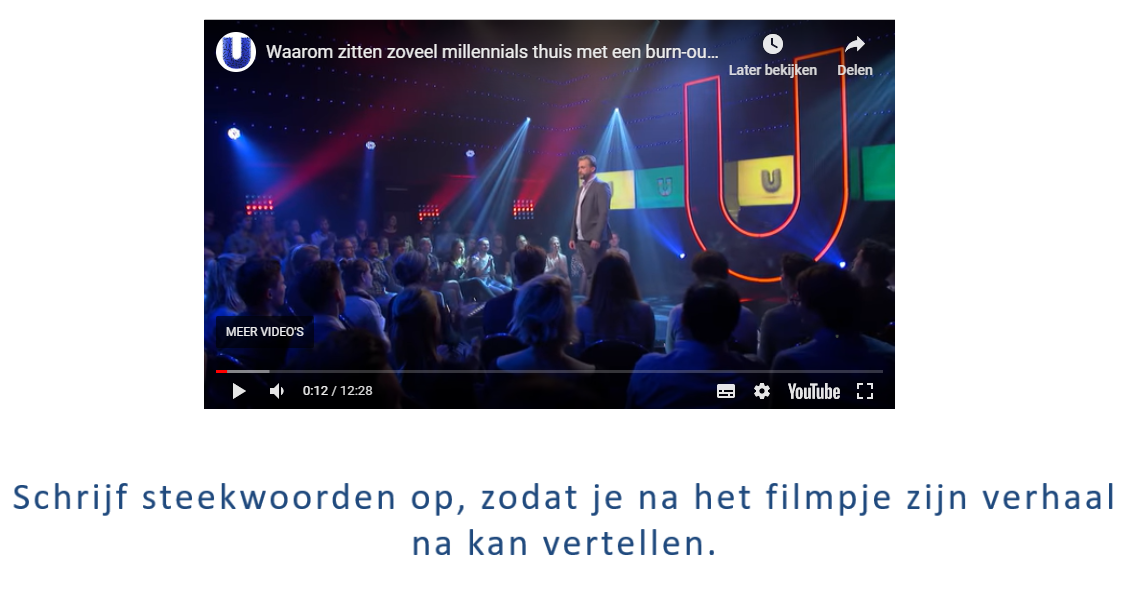 Waarom zitten zoveel millennials thuis met een burn-ou...
Later bekijken
Delen
MEER VIDEO'S
0:12 / 12:28
YouTube
Schrijf steekwoorden op, zodat je na het filmpje zijn verhaal
na kan vertellen.